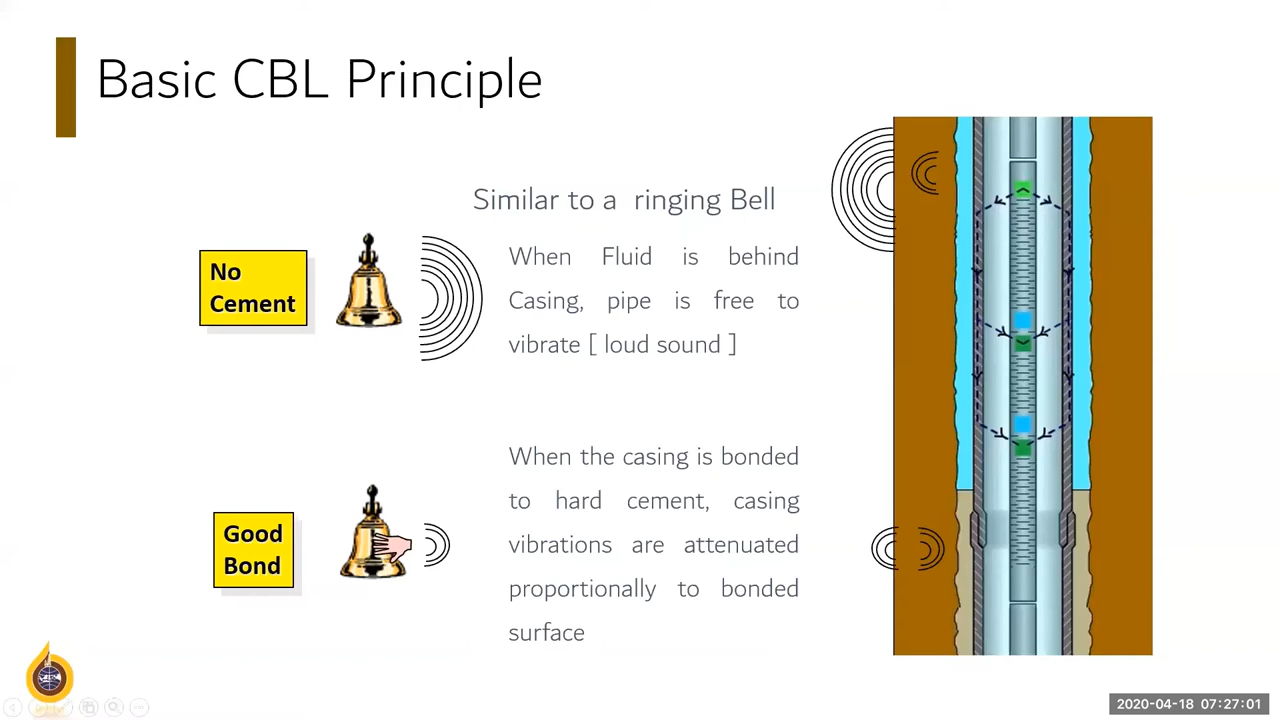 Basic CBL Principle
Similar to a ringing Bell
No
Cement
When Fluid is behind
Casing, pipe is free to
vibrate [ loud sound ]
Good
Bond
When the casing is bonded
to hard cement, casing
vibrations are attenuated
proportionally to bonded
surface
2020-04-18 07:27:01